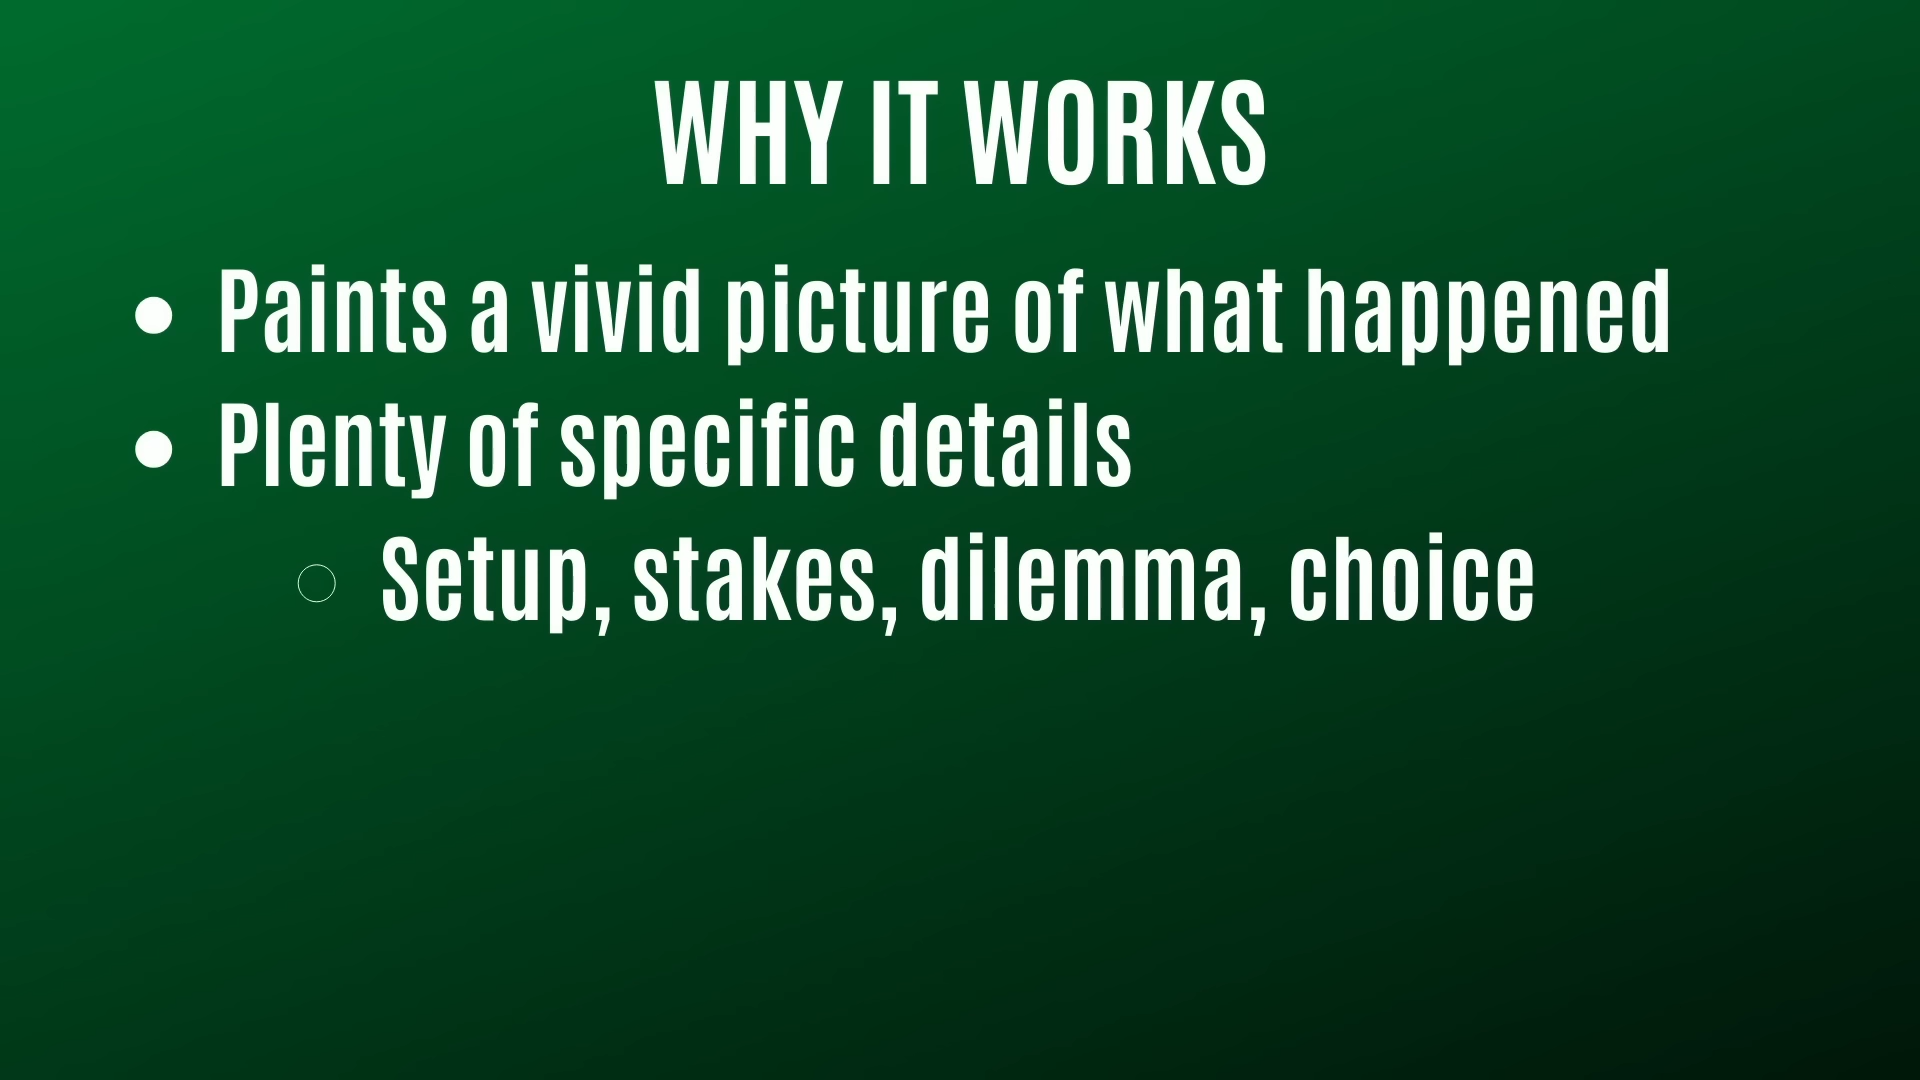 WHY IT WORKS
● Paints a vivid picture of what happened
● Plenty of specific details
○ Setup, stakes, dilemma, choice